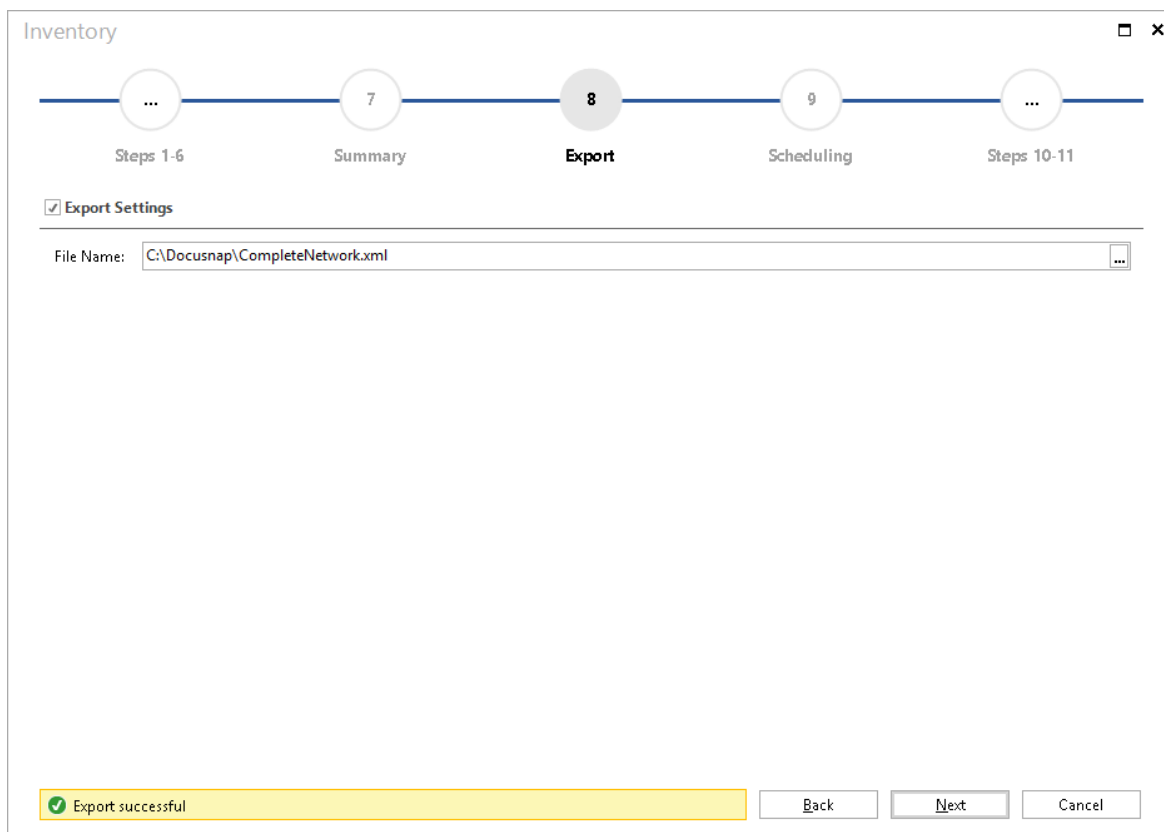 Inventory
... 7 8 9 ...
Steps 1-6 Summary Export Scheduling Steps 10-11
Export Settings
File Name: C:\Docusnap\CompleteNetwork.xml ...
Export successful Back Next Cancel